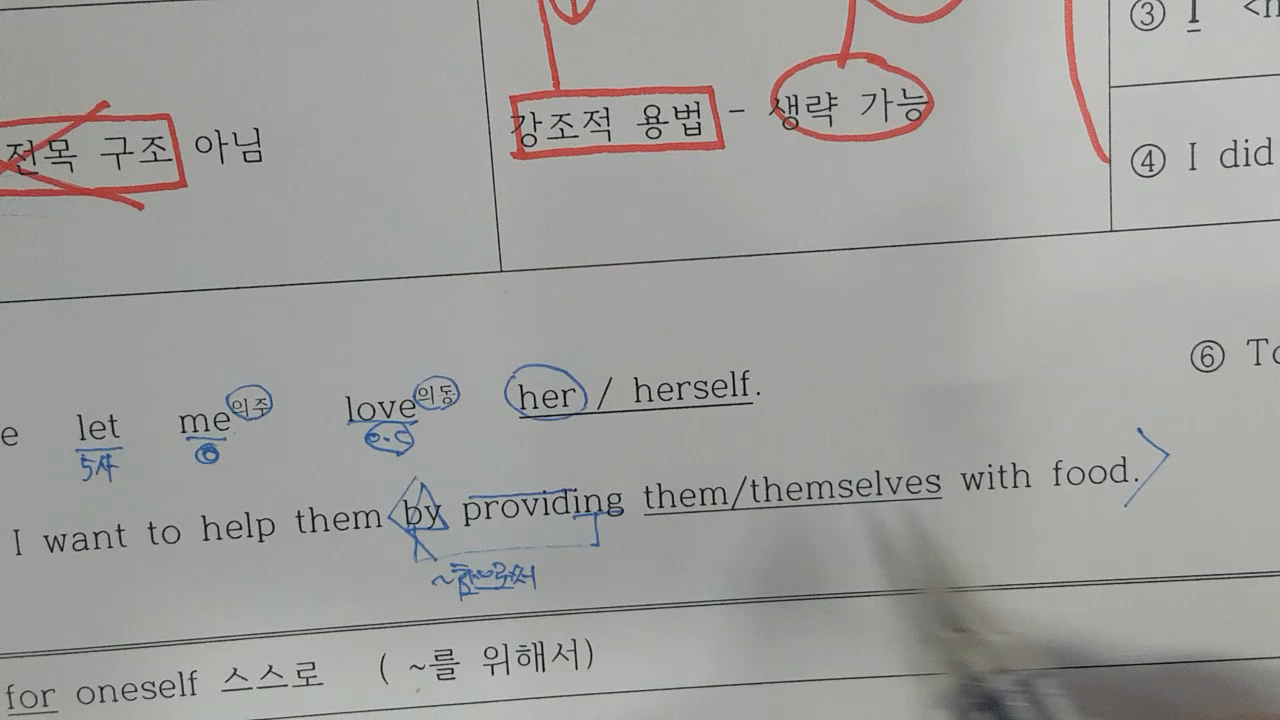 ③ I
강조적 용법 - 생략 가능
전목 구조 아님
④ I did
⑥ To
e let me 의주 love 의동 her / herself.
5사 O O.C
I want to help them by providing them/themselves with food.
~함으로써
for oneself 스스로 ( ~를 위해서)